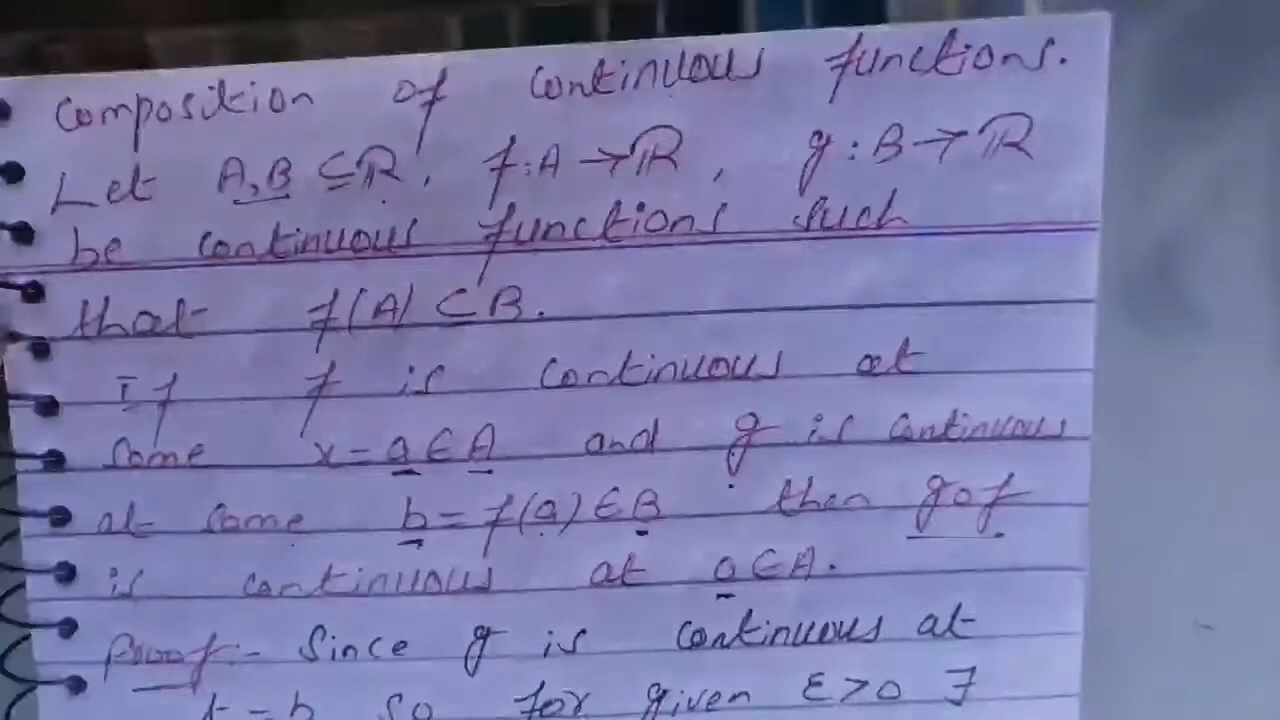 Composition of continuous functions.
Let A,B ⊆ ℝ, f:A→ℝ, g:B→ℝ
be continuous functions such
that f(A) ⊆ B.
If f is continuous at
some x=a∈A and g is continuous
at some b=f(a)∈B then gof
is continuous at a∈A.
Proof:- Since g is continuous at
t=b so for given ε>0 ∃